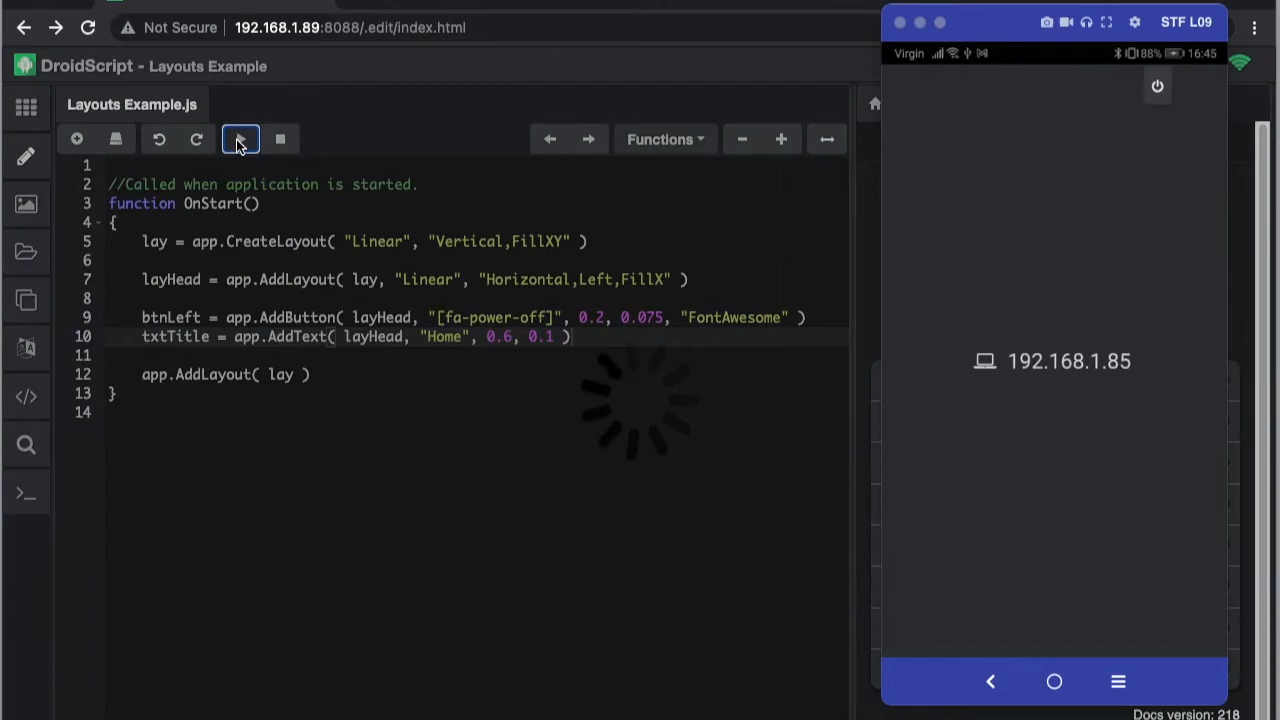 Not Secure | 192.168.1.89:8088/.edit/index.html
DroidScript - Layouts Example
Layouts Example.js
Functions
1
2 //Called when application is started.
3 function OnStart()
4 {
5 lay = app.CreateLayout( "Linear", "Vertical,FillXY" )
6
7 layHead = app.AddLayout( lay, "Linear", "Horizontal,Left,FillX" )
8
9 btnLeft = app.AddButton( layHead, "[fa-power-off]", 0.2, 0.075, "FontAwesome" )
10 txtTitle = app.AddText( layHead, "Home", 0.6, 0.1 )
11
12 app.AddLayout( lay )
13 }
14
STF L09
Virgin 88% 16:45
192.168.1.85
Docs version: 218